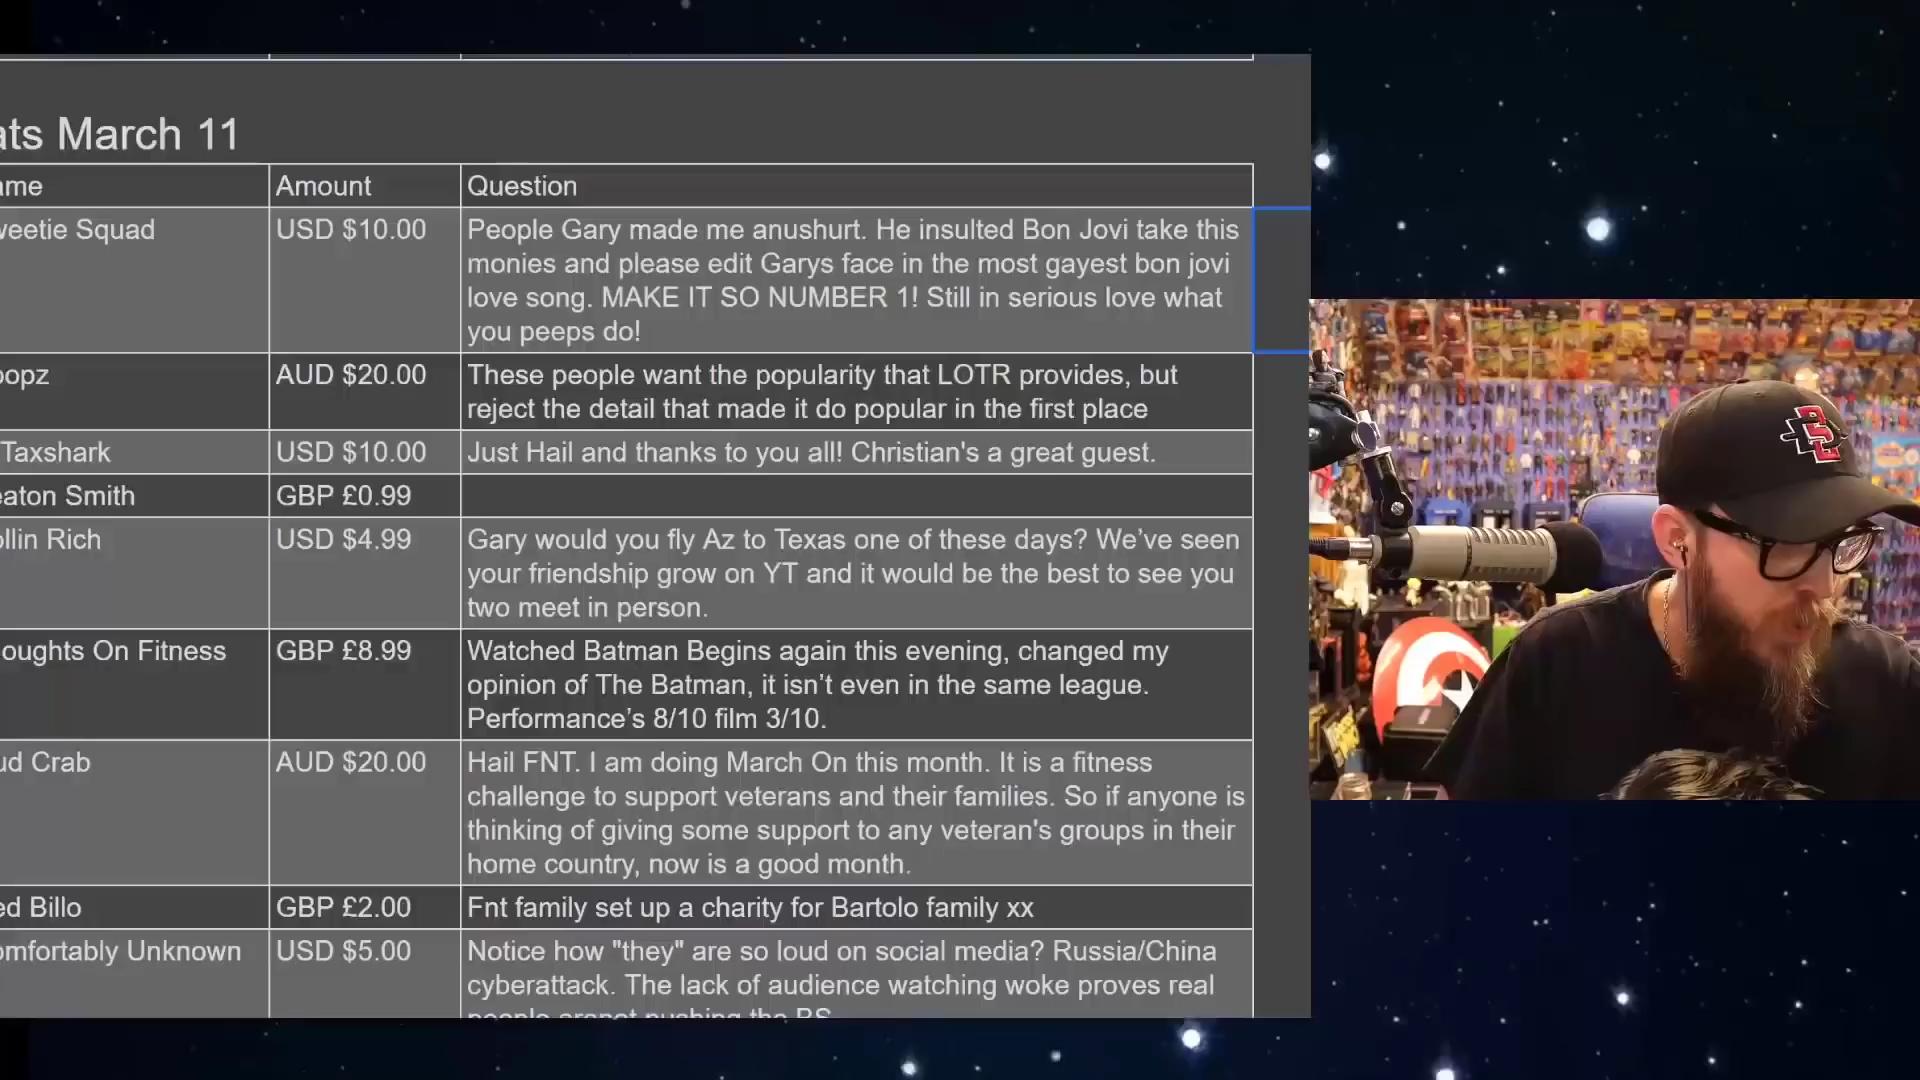 ats March 11
ame Amount Question
weetie Squad USD $10.00 People Gary made me anushurt. He insulted Bon Jovi take this
monies and please edit Garys face in the most gayest bon jovi
love song. MAKE IT SO NUMBER 1! Still in serious love what
you peeps do!
oopz AUD $20.00 These people want the popularity that LOTR provides, but
reject the detail that made it do popular in the first place
Taxshark USD $10.00 Just Hail and thanks to you all! Christian's a great guest.
eaton Smith GBP £0.99
ollin Rich USD $4.99 Gary would you fly Az to Texas one of these days? We’ve seen
your friendship grow on YT and it would be the best to see you
two meet in person.
oughts On Fitness GBP £8.99 Watched Batman Begins again this evening, changed my
opinion of The Batman, it isn’t even in the same league.
Performance’s 8/10 film 3/10.
ud Crab AUD $20.00 Hail FNT. I am doing March On this month. It is a fitness
challenge to support veterans and their families. So if anyone is
thinking of giving some support to any veteran's groups in their
home country, now is a good month.
ed Billo GBP £2.00 Fnt family set up a charity for Bartolo family xx
omfortably Unknown USD $5.00 Notice how "they" are so loud on social media? Russia/China
cyberattack. The lack of audience watching woke proves real
people arenot pushing the BS